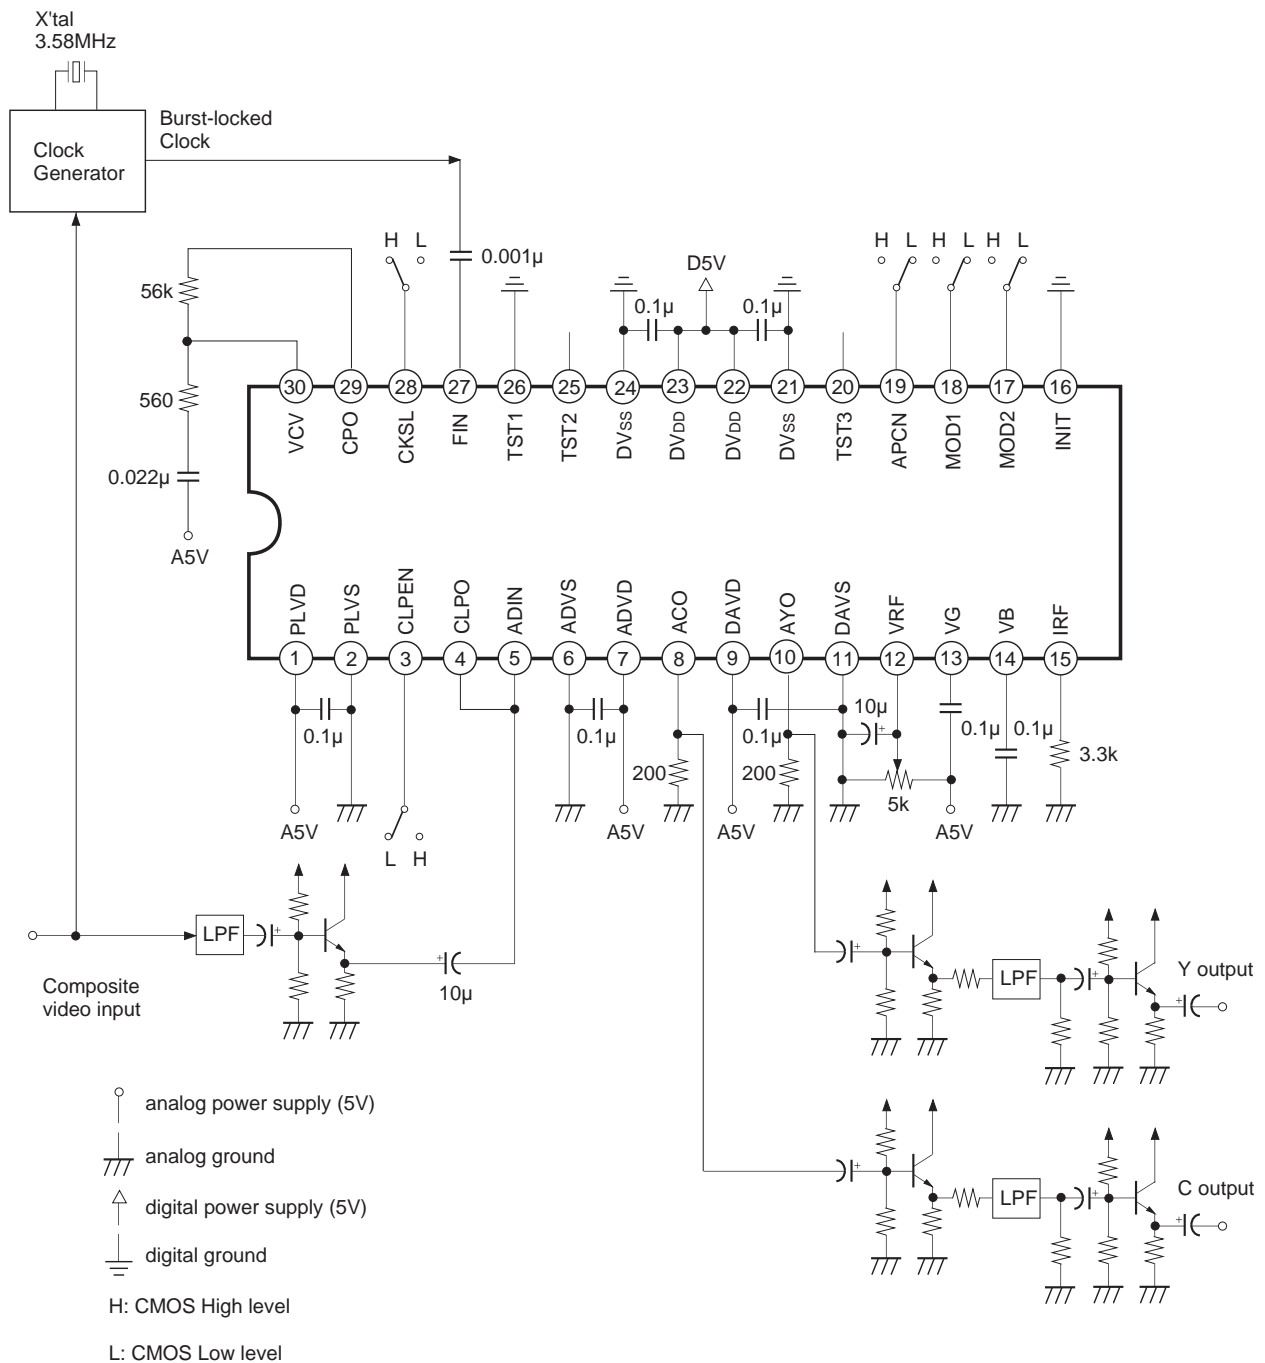 X'tal
3.58MHz
Burst-locked
Clock
Clock
Generator
H L
0.001µ
D5V
H L H L H L
56k
0.1µ 0.1µ
30 29 28 27 26 25 24 23 22 21 20 19 18 17 16
560
VCV CPO CKSL FIN TST1 TST2 DVSS DVDD DVDD DVSS TST3 APCN MOD1 MOD2 INIT
0.022µ
A5V
PLVD PLVS CLPEN CLPO ADIN ADVS ADVD ACO DAVD AYO DAVS VRF VG VB IRF
1 2 3 4 5 6 7 8 9 10 11 12 13 14 15
10µ
0.1µ 0.1µ 0.1µ 0.1µ 0.1µ
3.3k
200 200
5k
A5V A5V A5V A5V
L H
LPF
+
+
10µ
Composite
video input
+
LPF
+
+
Y output
+
LPF
+
+
C output
analog power supply (5V)
analog ground
digital power supply (5V)
digital ground
H: CMOS High level
L: CMOS Low level
+